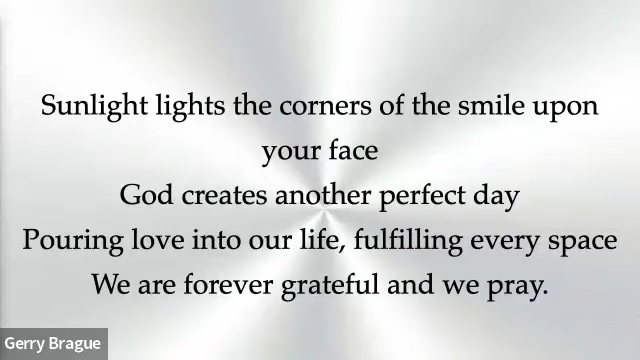 Sunlight lights the corners of the smile upon
your face
God creates another perfect day
Pouring love into our life, fulfilling every space
We are forever grateful and we pray.
Gerry Brague